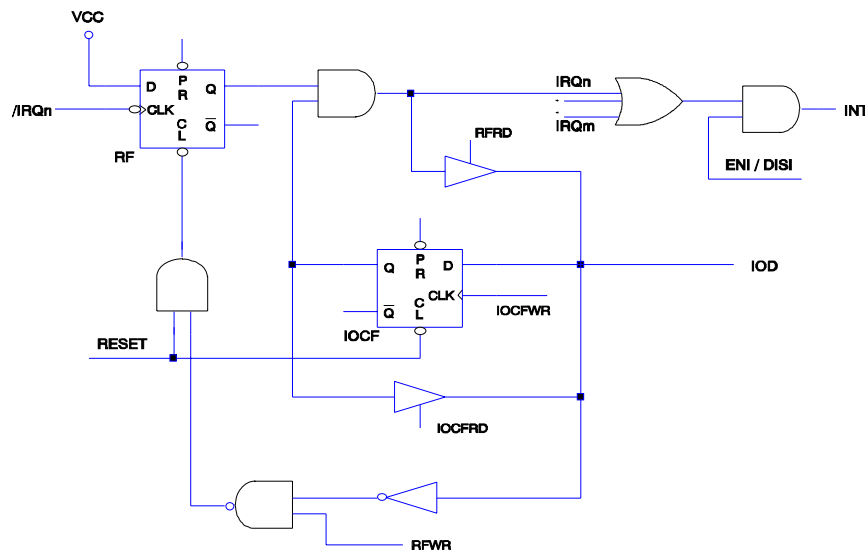 VCC
D
P
R
Q
/IRQn
CLK
C
L
Q
RF
IRQn
IRQm
INT
ENI / DISI
RFRD
Q
P
R
D
IOD
CLK
C
L
Q
IOCFWR
IOCF
RESET
IOCFRD
RFWR